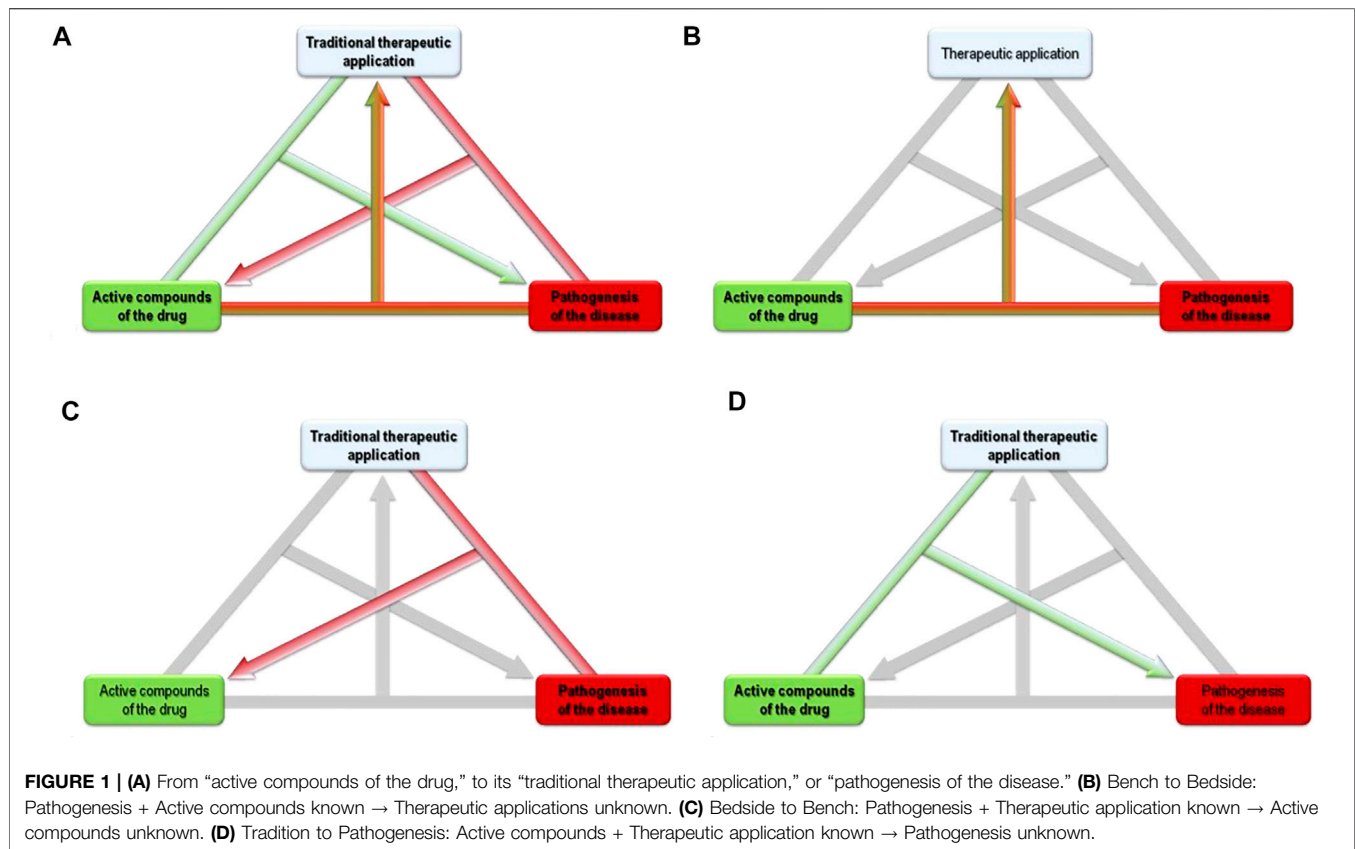 A
Traditional therapeutic
application
Active compounds
of the drug
Pathogenesis
of the disease
B
Therapeutic application
Active compounds
of the drug
Pathogenesis
of the disease
C
Traditional therapeutic
application
Active compounds
of the drug
Pathogenesis
of the disease
D
Traditional therapeutic
application
Active compounds
of the drug
Pathogenesis
of the disease
FIGURE 1 | (A) From “active compounds of the drug,” to its “traditional therapeutic application,” or “pathogenesis of the disease.” (B) Bench to Bedside:
Pathogenesis + Active compounds known → Therapeutic applications unknown. (C) Bedside to Bench: Pathogenesis + Therapeutic application known → Active
compounds unknown. (D) Tradition to Pathogenesis: Active compounds + Therapeutic application known → Pathogenesis unknown.